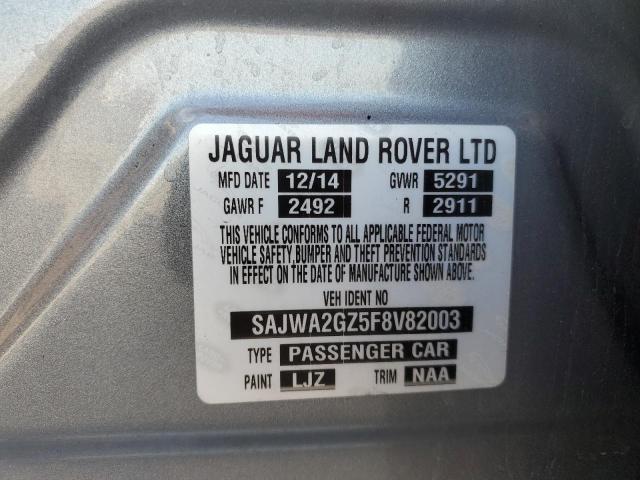 JAGUAR LAND ROVER LTD
MFD DATE 12/14 GVWR 5291
GAWR F 2492 R 2911
THIS VEHICLE CONFORMS TO ALL APPLICABLE FEDERAL MOTOR
VEHICLE SAFETY,BUMPER AND THEFT PREVENTION STANDARDS
IN EFFECT ON THE DATE OF MANUFACTURE SHOWN ABOVE.
VEH IDENT NO
SAJWA2GZ5F8V82003
TYPE PASSENGER CAR
PAINT LJZ TRIM NAA